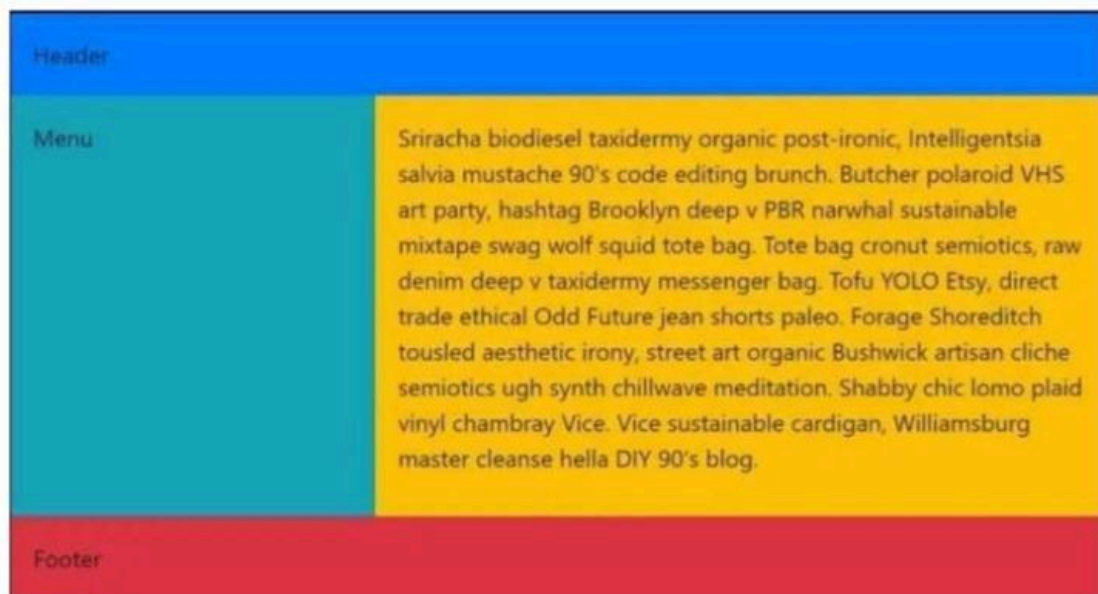 Header
Menu
Sriracha biodiesel taxidermy organic post-ironic, Intelligentsia
salvia mustache 90's code editing brunch. Butcher polaroid VHS
art party, hashtag Brooklyn deep v PBR narwhal sustainable
mixtape swag wolf squid tote bag. Tote bag cronut semiotics, raw
denim deep v taxidermy messenger bag. Tofu YOLO Etsy, direct
trade ethical Odd Future jean shorts paleo. Forage Shoreditch
tousled aesthetic irony, street art organic Bushwick artisan cliche
semiotics ugh synth chillwave meditation. Shabby chic lomo plaid
vinyl chambray Vice. Vice sustainable cardigan, Williamsburg
master cleanse hella DIY 90's blog.
Footer